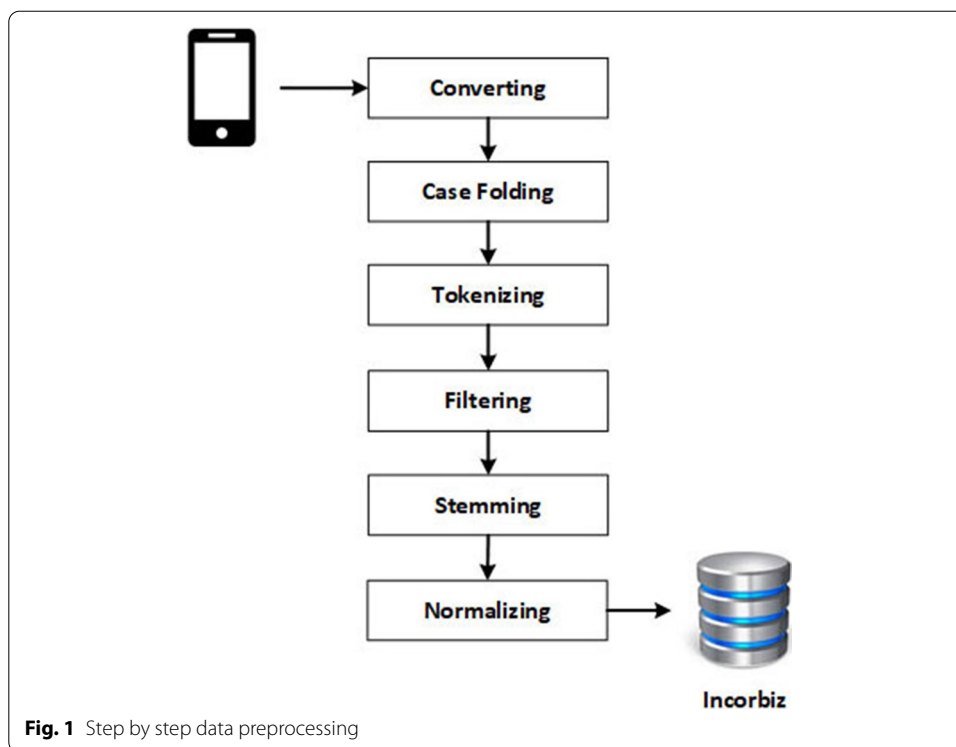 Converting
Case Folding
Tokenizing
Filtering
Stemming
Normalizing
Incorbiz
Fig. 1 Step by step data preprocessing